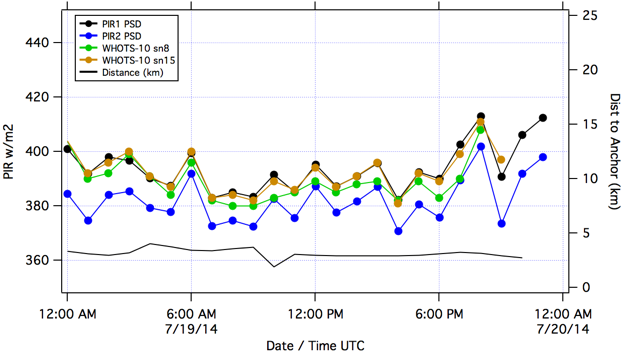 PIR1 PSD
PIR2 PSD
WHOTS-10 sn8
WHOTS-10 sn15
Distance (km)
PIR w/m2
440
420
400
380
360
25
20
15
10
5
0
Dist to Anchor (km)
12:00 AM
6:00 AM
12:00 PM
6:00 PM
12:00 AM
7/19/14
7/20/14
Date / Time UTC